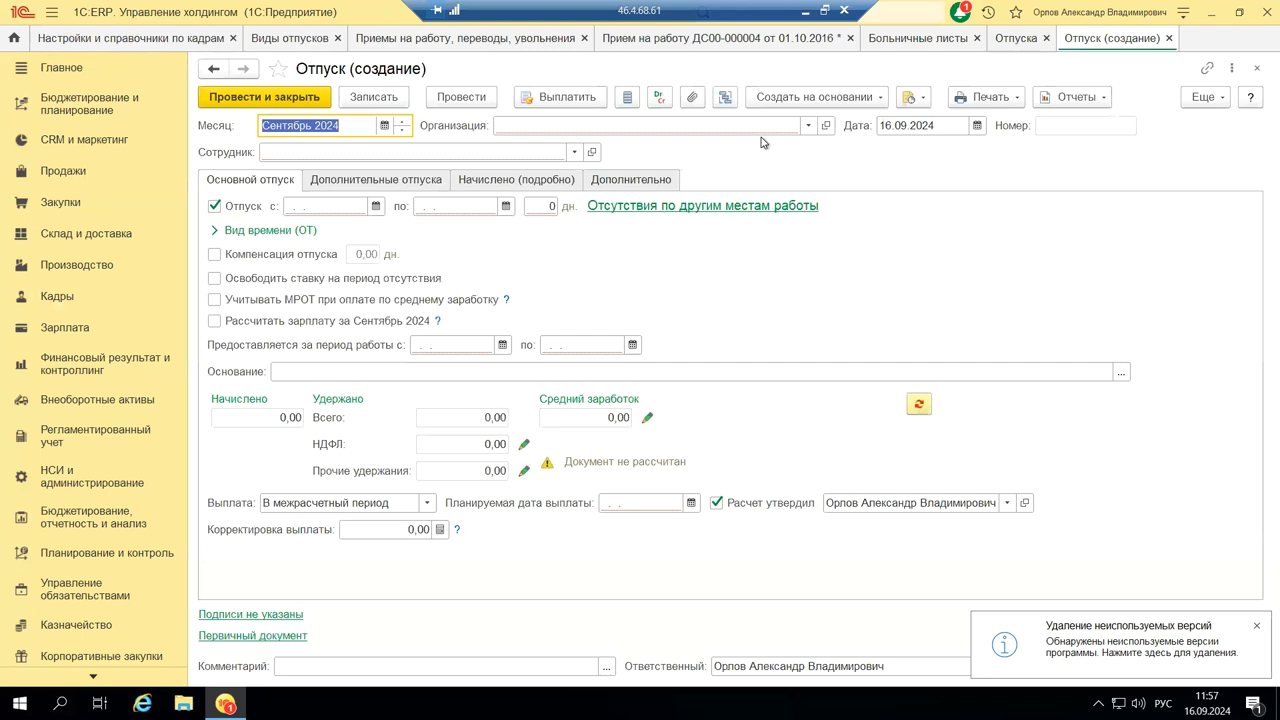 1С:ERP. Управление холдингом (1С:Предприятие)
46.4.68.61
1
Орлов Александр Владимирович
Настройки и справочники по кадрам ×
Виды отпусков ×
Приемы на работу, переводы, увольнения ×
Прием на работу ДС00-000004 от 01.10.2016 * ×
Больничные листы ×
Отпуска ×
Отпуск (создание) ×
Главное
Бюджетирование и
планирование
CRM и маркетинг
Продажи
Закупки
Склад и доставка
Производство
Кадры
Зарплата
Финансовый результат и
контроллинг
Внеоборотные активы
Регламентированный
учет
НСИ и
администрирование
Бюджетирование,
отчетность и анализ
Планирование и контроль
Управление
обязательствами
Казначейство
Корпоративные закупки
Отпуск (создание)
Провести и закрыть
Записать
Провести
Выплатить
Дт Кт
Создать на основании
Печать
Отчеты
Еще
?
Месяц: Сентябрь 2024
Организация:
Дата: 16.09.2024
Номер:
Сотрудник:
Основной отпуск
Дополнительные отпуска
Начислено (подробно)
Дополнительно
Отпуск с: . . по: . . 0 дн. Отсутствия по другим местам работы
Вид времени (ОТ)
Компенсация отпуска 0,00 дн.
Освободить ставку на период отсутствия
Учитывать МРОТ при оплате по среднему заработку ?
Рассчитать зарплату за Сентябрь 2024 ?
Предоставляется за период работы с: . . по: . .
Основание: ...
Начислено Удержано Средний заработок
0,00 Всего: 0,00 0,00
НДФЛ: 0,00
Документ не рассчитан
Прочие удержания: 0,00
Выплата: В межрасчетный период Планируемая дата выплаты: . . Расчет утвердил Орлов Александр Владимирович
Корректировка выплаты: 0,00 ?
Подписи не указаны
Первичный документ
Комментарий: ... Ответственный: Орлов Александр Владимирович
Удаление неиспользуемых версий
Обнаружены неиспользуемые версии
программы. Нажмите здесь для удаления.
РУС
11:57
16.09.2024
1
1